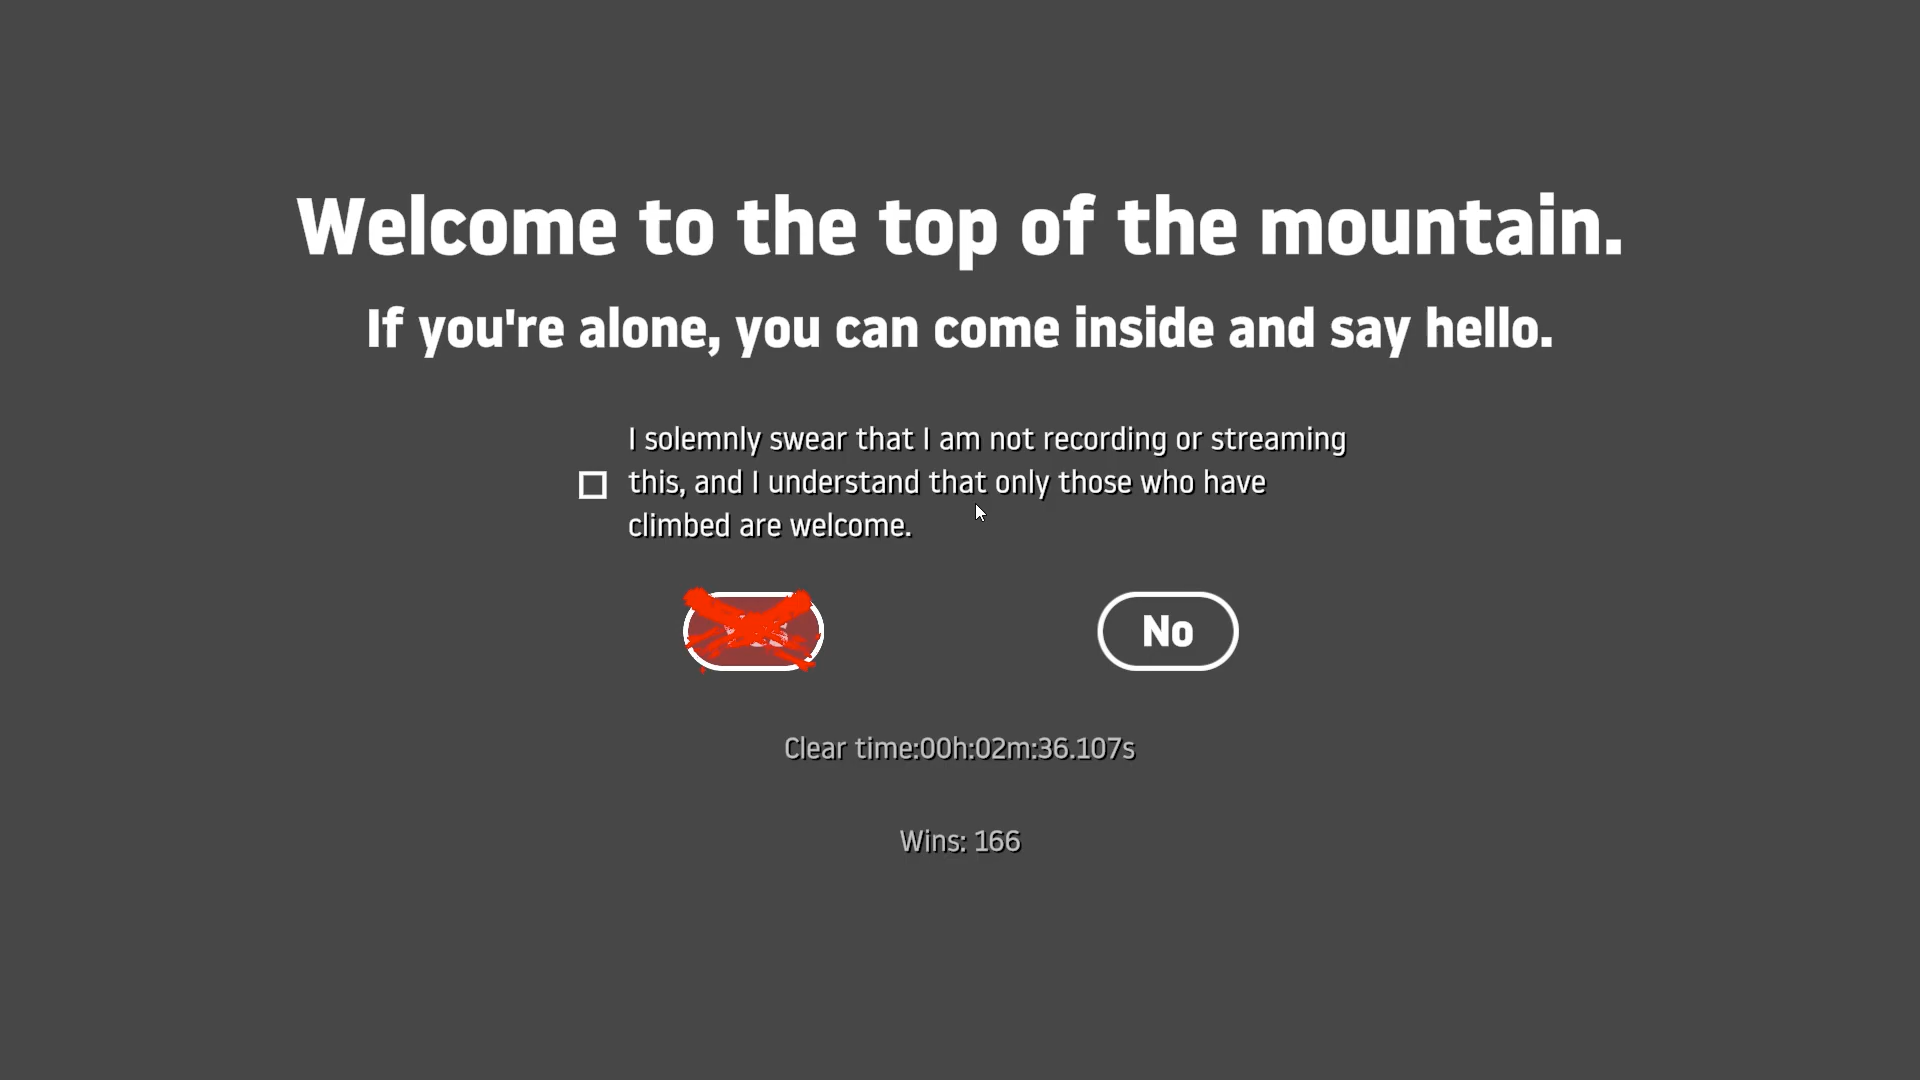 Welcome to the top of the mountain.
If you're alone, you can come inside and say hello.
I solemnly swear that I am not recording or streaming
this, and I understand that only those who have
climbed are welcome.
No
Clear time:00h:02m:36.107s
Wins: 166